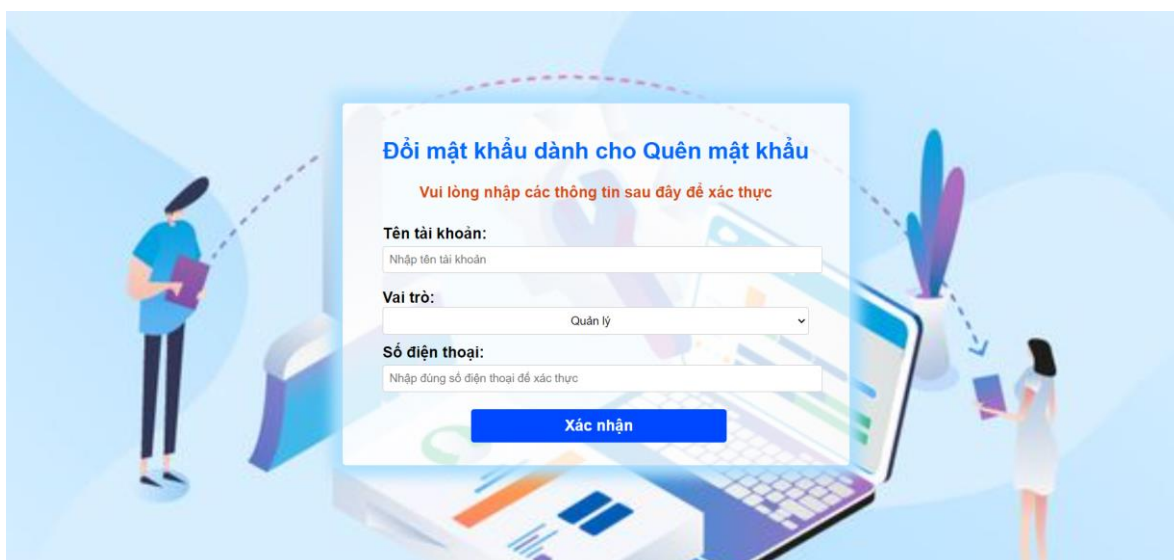 Đổi mật khẩu dành cho Quên mật khẩu
Vui lòng nhập các thông tin sau đây để xác thực
Tên tài khoản:
Nhập tên tài khoản
Vai trò:
Quản lý
Số điện thoại:
Nhập đúng số điện thoại để xác thực
Xác nhận